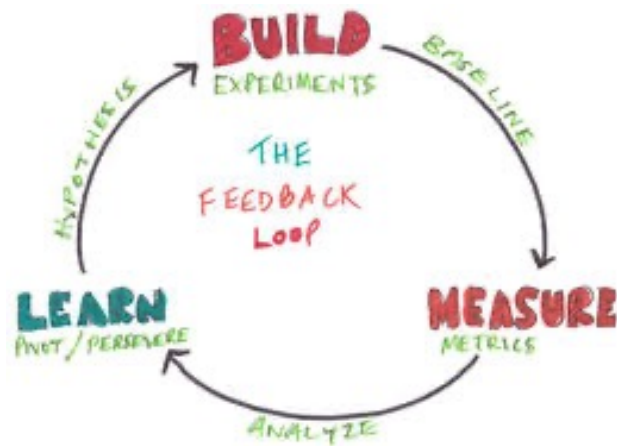 BUILD
EXPERIMENTS
BASELINE
HYPOTHESIS
THE
FEEDBACK
LOOP
LEARN
PIVOT/PERSEVERE
MEASURE
METRICS
ANALYZE